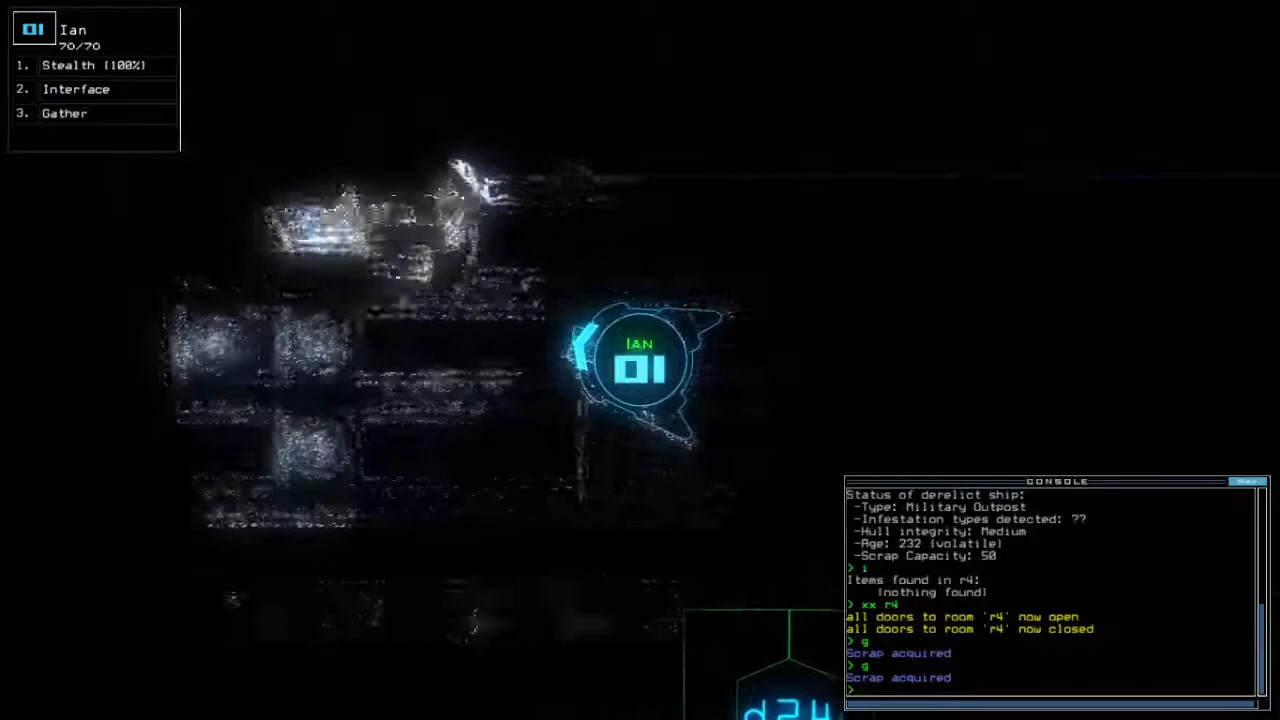 01 Ian
70/70
1. Stealth (100%)
2. Interface
3. Gather
IAN
01
d24
CONSOLE
Status of derelict ship:
-Type: Military Outpost
-Infestation types detected: ??
-Hull integrity: Medium
-Age: 232 (volatile)
-Scrap Capacity: 50
> i
Items found in r4:
[nothing found]
> xx r4
all doors to room 'r4' now open
all doors to room 'r4' now closed
> g
Scrap acquired
> g
Scrap acquired
>